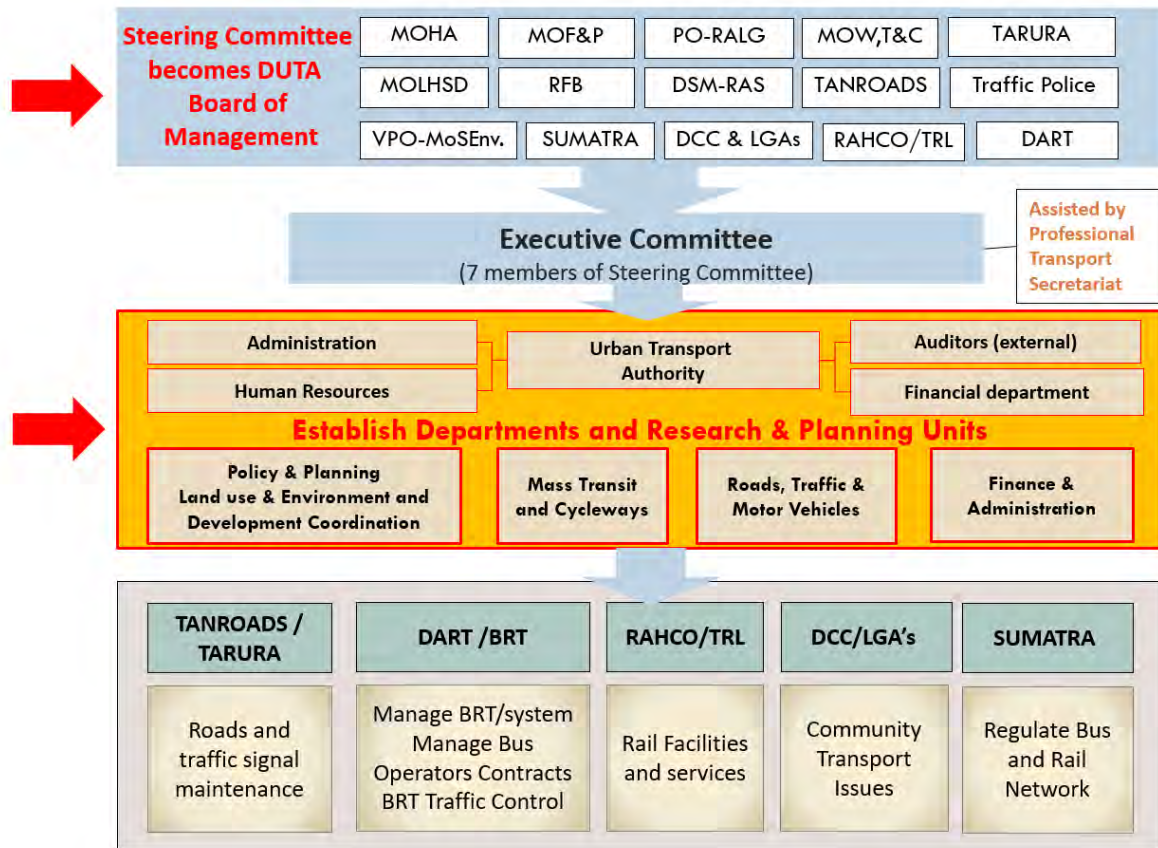 Steering Committee
becomes DUTA
Board of
Management
MOHA
MOF&P
PO-RALG
MOW,T&C
TARURA
MOLHSD
RFB
DSM-RAS
TANROADS
Traffic Police
VPO-MoSEnv.
SUMATRA
DCC & LGAs
RAHCO/TRL
DART
Executive Committee
(7 members of Steering Committee)
Assisted by
Professional
Transport
Secretariat
Administration
Human Resources
Urban Transport
Authority
Auditors (external)
Financial department
Establish Departments and Research & Planning Units
Policy & Planning
Land use & Environment and
Development Coordination
Mass Transit
and Cycleways
Roads, Traffic &
Motor Vehicles
Finance &
Administration
TANROADS /
TARURA
DART /BRT
RAHCO/TRL
DCC/LGA's
SUMATRA
Roads and
traffic signal
maintenance
Manage BRT/system
Manage Bus
Operators Contracts
BRT Traffic Control
Rail Facilities
and services
Community
Transport
Issues
Regulate Bus
and Rail
Network